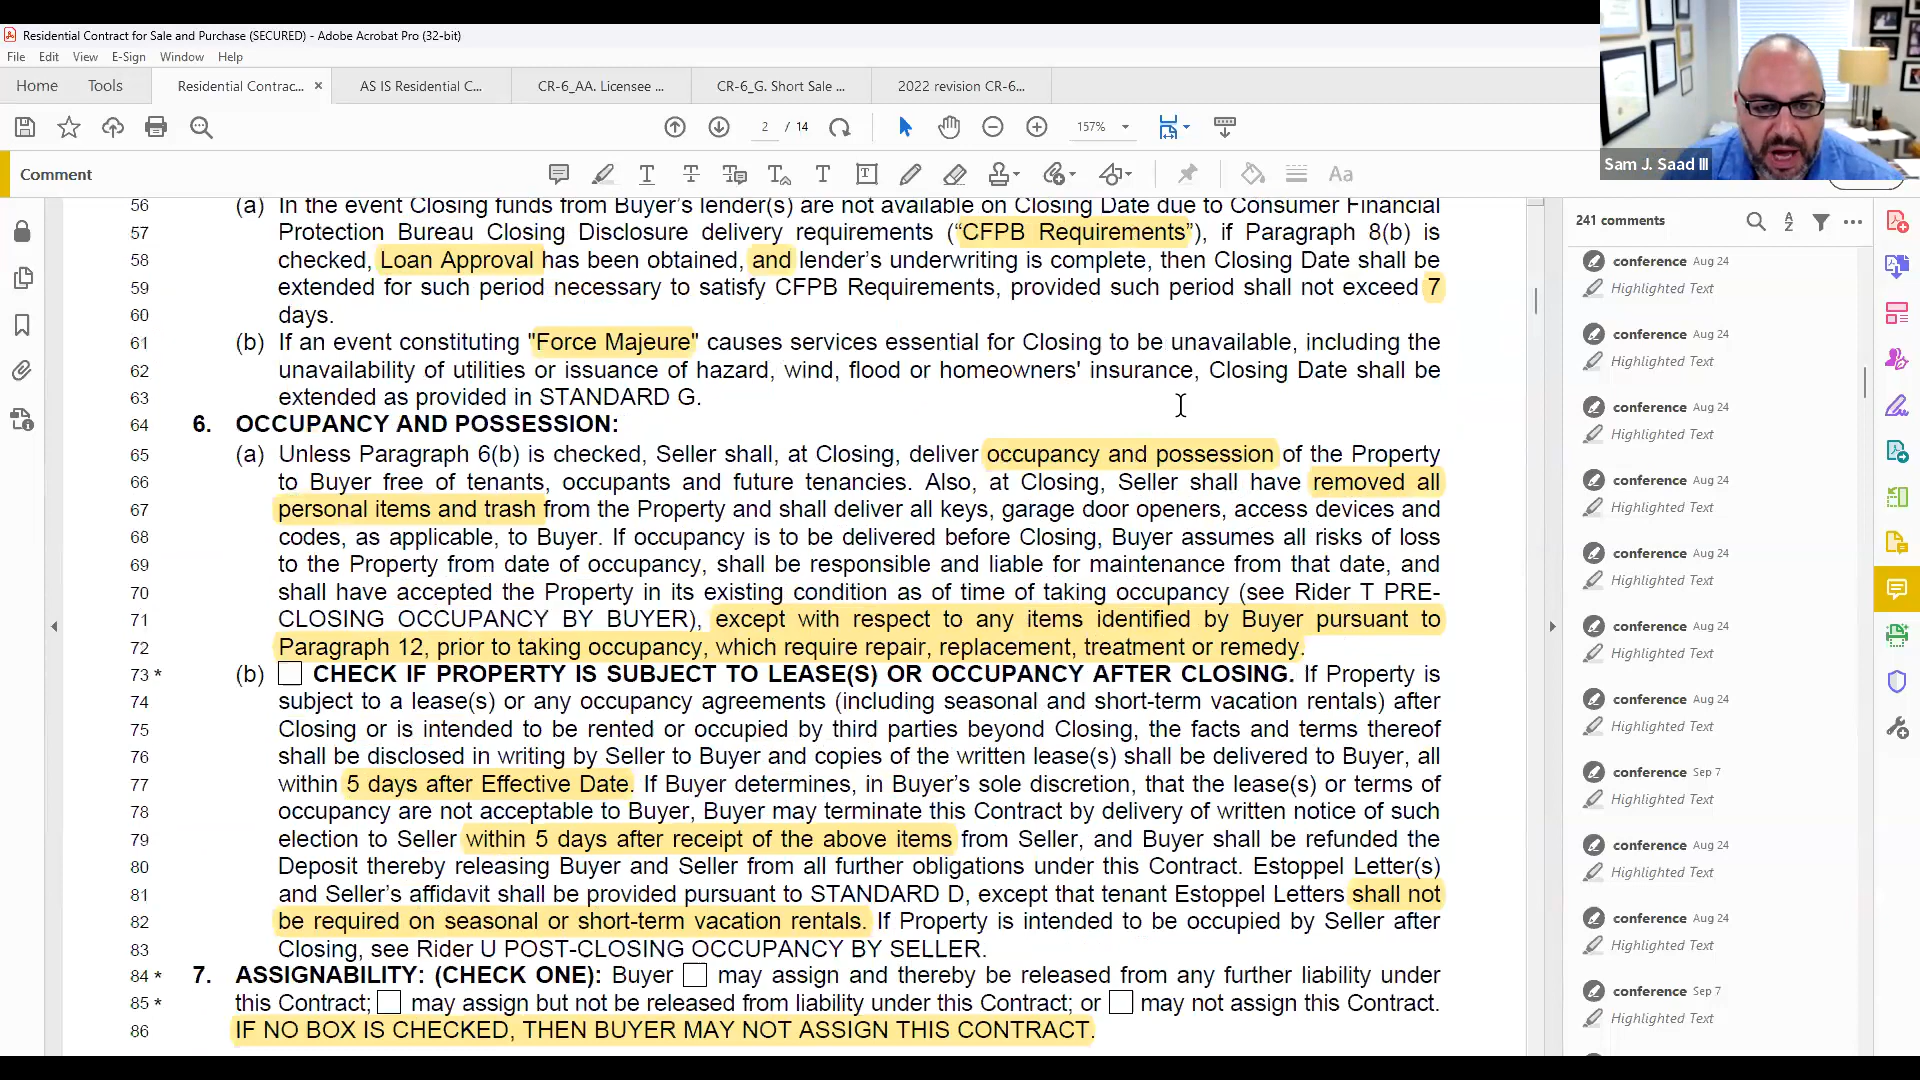 Residential Contract for Sale and Purchase (SECURED) - Adobe Acrobat Pro (32-bit)
File Edit View E-Sign Window Help
Home Tools Residential Contrac... × AS IS Residential C... CR-6_AA. Licensee ... CR-6_G. Short Sale ... 2022 revision CR-6...
2 / 14 157%
Sam J. Saad III
Comment
Aa
56 (a) In the event Closing funds from Buyer's lender(s) are not available on Closing Date due to Consumer Financial
57 Protection Bureau Closing Disclosure delivery requirements (“CFPB Requirements”), if Paragraph 8(b) is
58 checked, Loan Approval has been obtained, and lender's underwriting is complete, then Closing Date shall be
59 extended for such period necessary to satisfy CFPB Requirements, provided such period shall not exceed 7
60 days.
61 (b) If an event constituting "Force Majeure" causes services essential for Closing to be unavailable, including the
62 unavailability of utilities or issuance of hazard, wind, flood or homeowners' insurance, Closing Date shall be
63 extended as provided in STANDARD G.
64 6. OCCUPANCY AND POSSESSION:
65 (a) Unless Paragraph 6(b) is checked, Seller shall, at Closing, deliver occupancy and possession of the Property
66 to Buyer free of tenants, occupants and future tenancies. Also, at Closing, Seller shall have removed all
67 personal items and trash from the Property and shall deliver all keys, garage door openers, access devices and
68 codes, as applicable, to Buyer. If occupancy is to be delivered before Closing, Buyer assumes all risks of loss
69 to the Property from date of occupancy, shall be responsible and liable for maintenance from that date, and
70 shall have accepted the Property in its existing condition as of time of taking occupancy (see Rider T PRE-
71 CLOSING OCCUPANCY BY BUYER), except with respect to any items identified by Buyer pursuant to
72 Paragraph 12, prior to taking occupancy, which require repair, replacement, treatment or remedy.
73 * (b) CHECK IF PROPERTY IS SUBJECT TO LEASE(S) OR OCCUPANCY AFTER CLOSING. If Property is
74 subject to a lease(s) or any occupancy agreements (including seasonal and short-term vacation rentals) after
75 Closing or is intended to be rented or occupied by third parties beyond Closing, the facts and terms thereof
76 shall be disclosed in writing by Seller to Buyer and copies of the written lease(s) shall be delivered to Buyer, all
77 within 5 days after Effective Date. If Buyer determines, in Buyer's sole discretion, that the lease(s) or terms of
78 occupancy are not acceptable to Buyer, Buyer may terminate this Contract by delivery of written notice of such
79 election to Seller within 5 days after receipt of the above items from Seller, and Buyer shall be refunded the
80 Deposit thereby releasing Buyer and Seller from all further obligations under this Contract. Estoppel Letter(s)
81 and Seller's affidavit shall be provided pursuant to STANDARD D, except that tenant Estoppel Letters shall not
82 be required on seasonal or short-term vacation rentals. If Property is intended to be occupied by Seller after
83 Closing, see Rider U POST-CLOSING OCCUPANCY BY SELLER.
84 * 7. ASSIGNABILITY: (CHECK ONE): Buyer may assign and thereby be released from any further liability under
85 * this Contract; may assign but not be released from liability under this Contract; or may not assign this Contract.
86 IF NO BOX IS CHECKED, THEN BUYER MAY NOT ASSIGN THIS CONTRACT.
241 comments
conference Aug 24
Highlighted Text
conference Aug 24
Highlighted Text
conference Aug 24
Highlighted Text
conference Aug 24
Highlighted Text
conference Aug 24
Highlighted Text
conference Aug 24
Highlighted Text
conference Aug 24
Highlighted Text
conference Sep 7
Highlighted Text
conference Aug 24
Highlighted Text
conference Aug 24
Highlighted Text
conference Sep 7
Highlighted Text